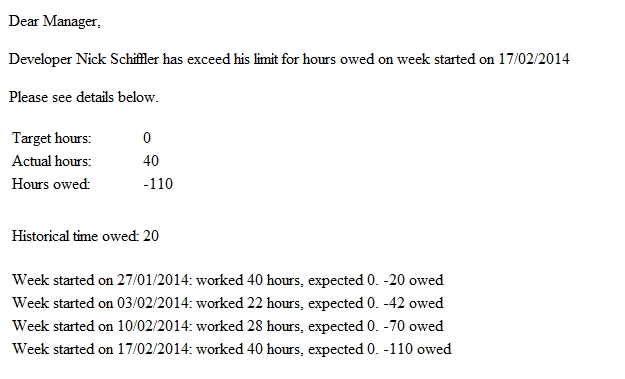 Dear Manager,
Developer Nick Schiffler has exceed his limit for hours owed on week started on 17/02/2014
Please see details below.
Target hours: 0
Actual hours: 40
Hours owed: -110
Historical time owed: 20
Week started on 27/01/2014: worked 40 hours, expected 0. -20 owed
Week started on 03/02/2014: worked 22 hours, expected 0. -42 owed
Week started on 10/02/2014: worked 28 hours, expected 0. -70 owed
Week started on 17/02/2014: worked 40 hours, expected 0. -110 owed